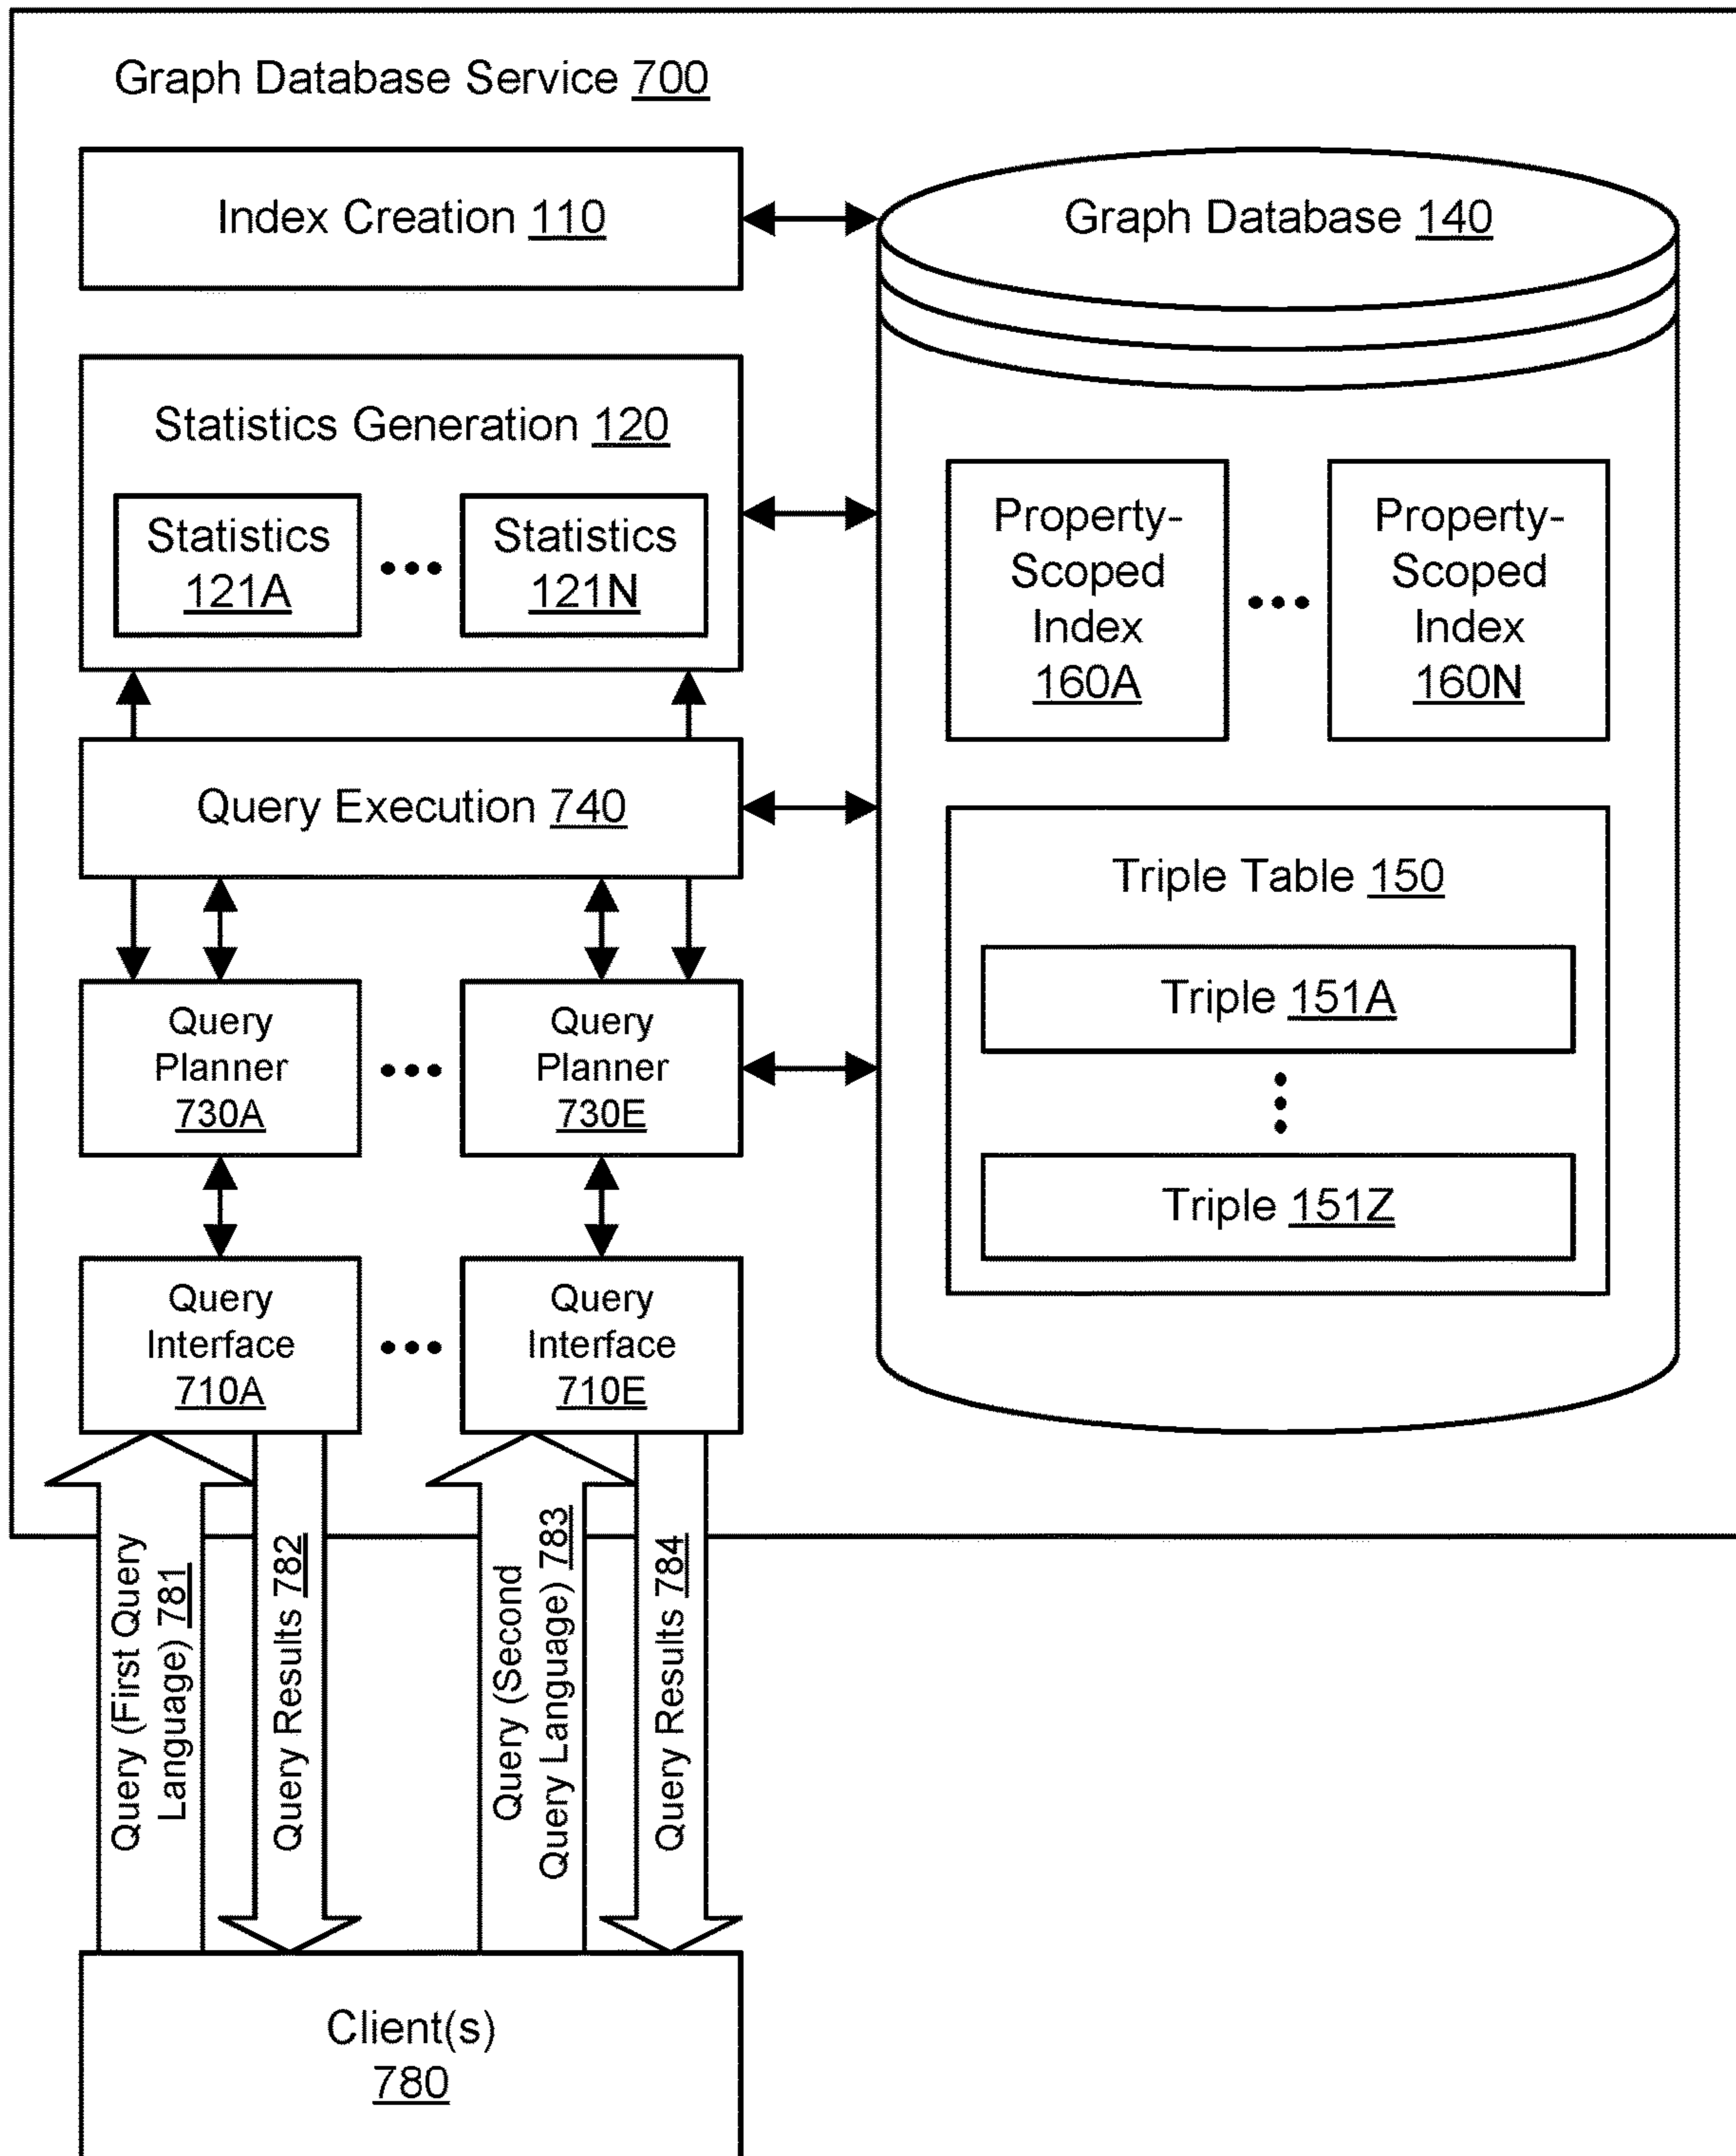 Graph Database Service 700
Index Creation 110
Graph Database 140
Statistics Generation 120
Statistics
121A
•••
Statistics
121N
Property-
Scoped
Index
160A
•••
Property-
Scoped
Index
160N
Query Execution 740
Triple Table 150
Triple 151A
Triple 151Z
Query
Planner
730A
•••
Query
Planner
730E
Query
Interface
710A
•••
Query
Interface
710E
Query (First Query
Language) 781
Query Results 782
Query (Second
Query Language) 783
Query Results 784
Client(s)
780